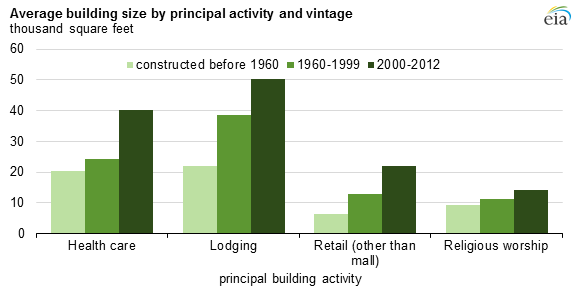 Average building size by principal activity and vintage
thousand square feet
eia
60
constructed before 1960 1960-1999 2000-2012
50
40
30
20
10
0
Health care Lodging Retail (other than mall) Religious worship
principal building activity